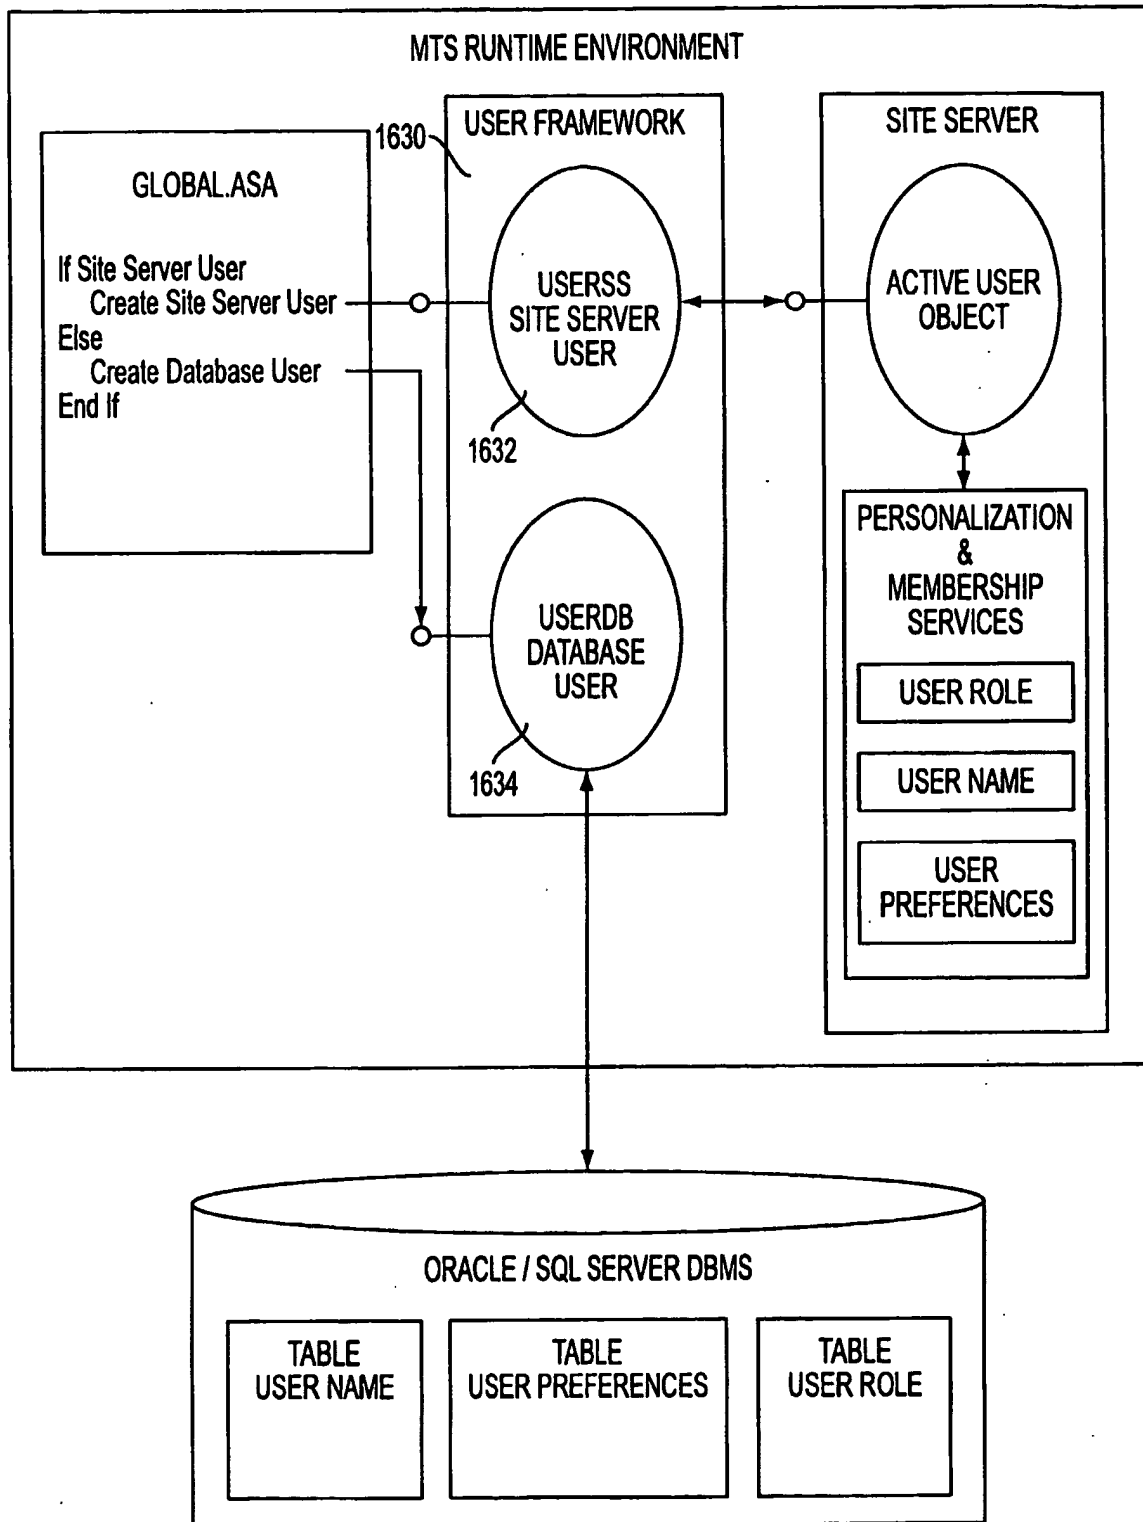 MTS RUNTIME ENVIRONMENT
GLOBAL.ASA
If Site Server User
Create Site Server User
Else
Create Database User
End If
1630
USER FRAMEWORK
USERSS
SITE SERVER
USER
1632
USERDB
DATABASE
USER
1634
SITE SERVER
ACTIVE USER
OBJECT
PERSONALIZATION
&
MEMBERSHIP
SERVICES
USER ROLE
USER NAME
USER
PREFERENCES
ORACLE / SQL SERVER DBMS
TABLE
USER NAME
TABLE
USER PREFERENCES
TABLE
USER ROLE